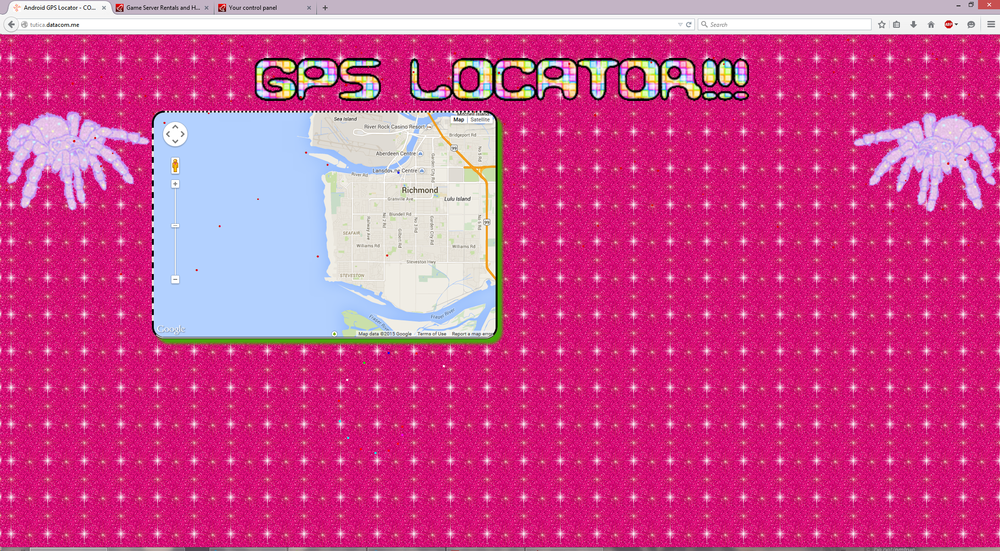 Android GPS Locator - CO...
Game Server Rentals and H...
Your control panel
tutica.datacom.me
Search
ABP
GPS LOCATOR!!!
Sea Island
Mitchell Island
Map
Satellite
River Rock Casino Resort
Bridgeport Rd
99
No 5 Rd
Aberdeen Centre
Garden City Rd
Lansdowne Centre
River Rd
Richmond
Granville Ave
Lulu Island
Blundell Rd
Railway Ave
No 2 Rd
Gilbert Rd
No 3 Rd
Garden City Rd
No 5 Rd
99
SEAFAIR
Williams Rd
Williams Rd
Steveston Hwy
STEVESTON
Fraser River
Fraser River
Google
Map data ©2015 Google
Terms of Use
Report a map error